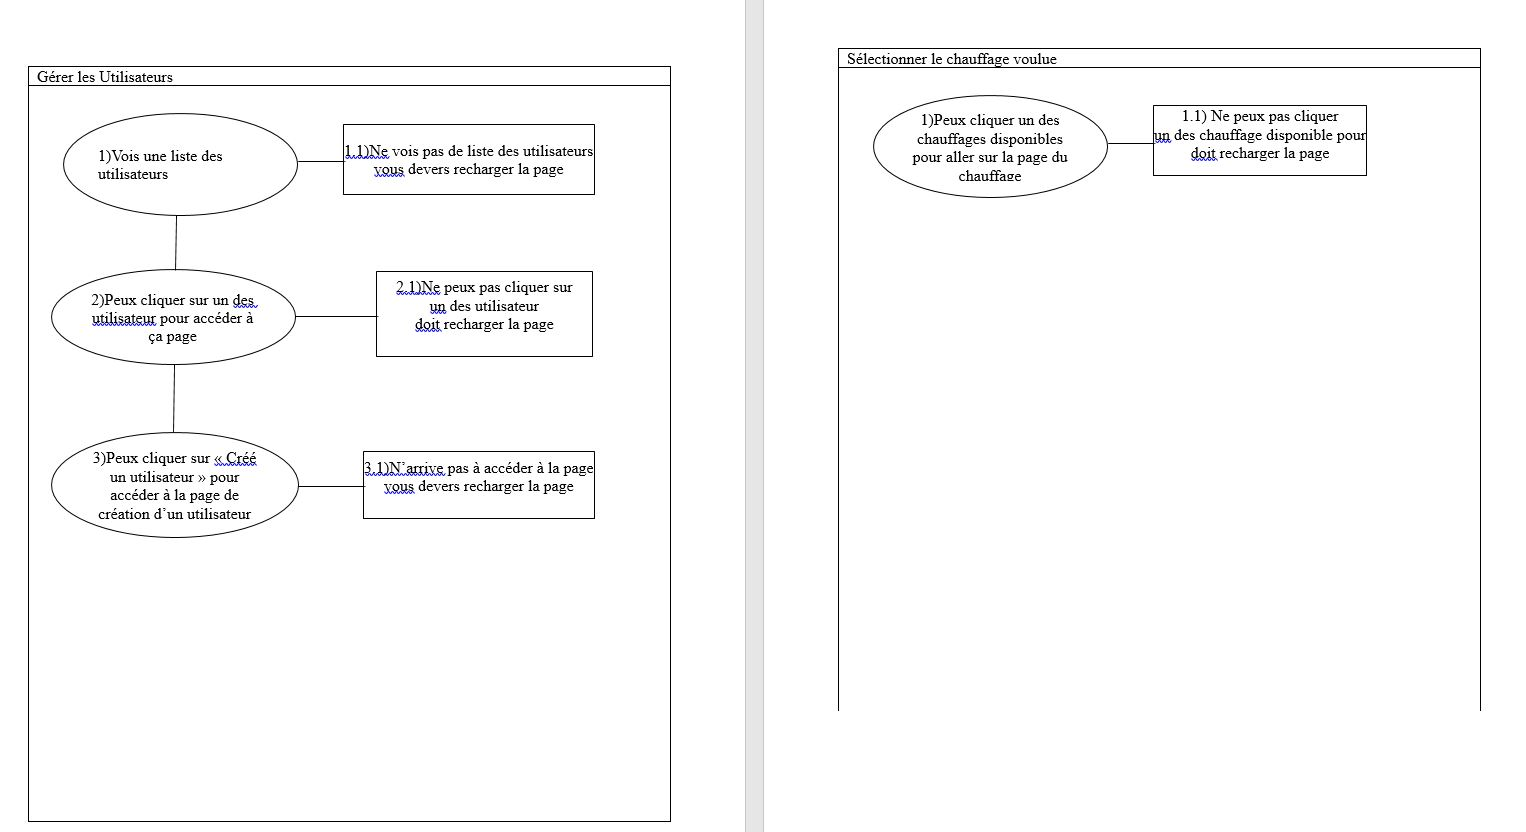 Gérer les Utilisateurs
1)Vois une liste des
utilisateurs
1.1)Ne vois pas de liste des utilisateurs
vous devers recharger la page
2)Peux cliquer sur un des
utilisateur pour accéder à
ça page
2.1)Ne peux pas cliquer sur
un des utilisateur
doit recharger la page
3)Peux cliquer sur « Créé
un utilisateur » pour
accéder à la page de
création d’un utilisateur
3.1)N’arrive pas à accéder à la page
vous devers recharger la page
Sélectionner le chauffage voulue
1)Peux cliquer un des
chauffages disponibles
pour aller sur la page du
chauffage
1.1) Ne peux pas cliquer
un des chauffage disponible pour
doit recharger la page